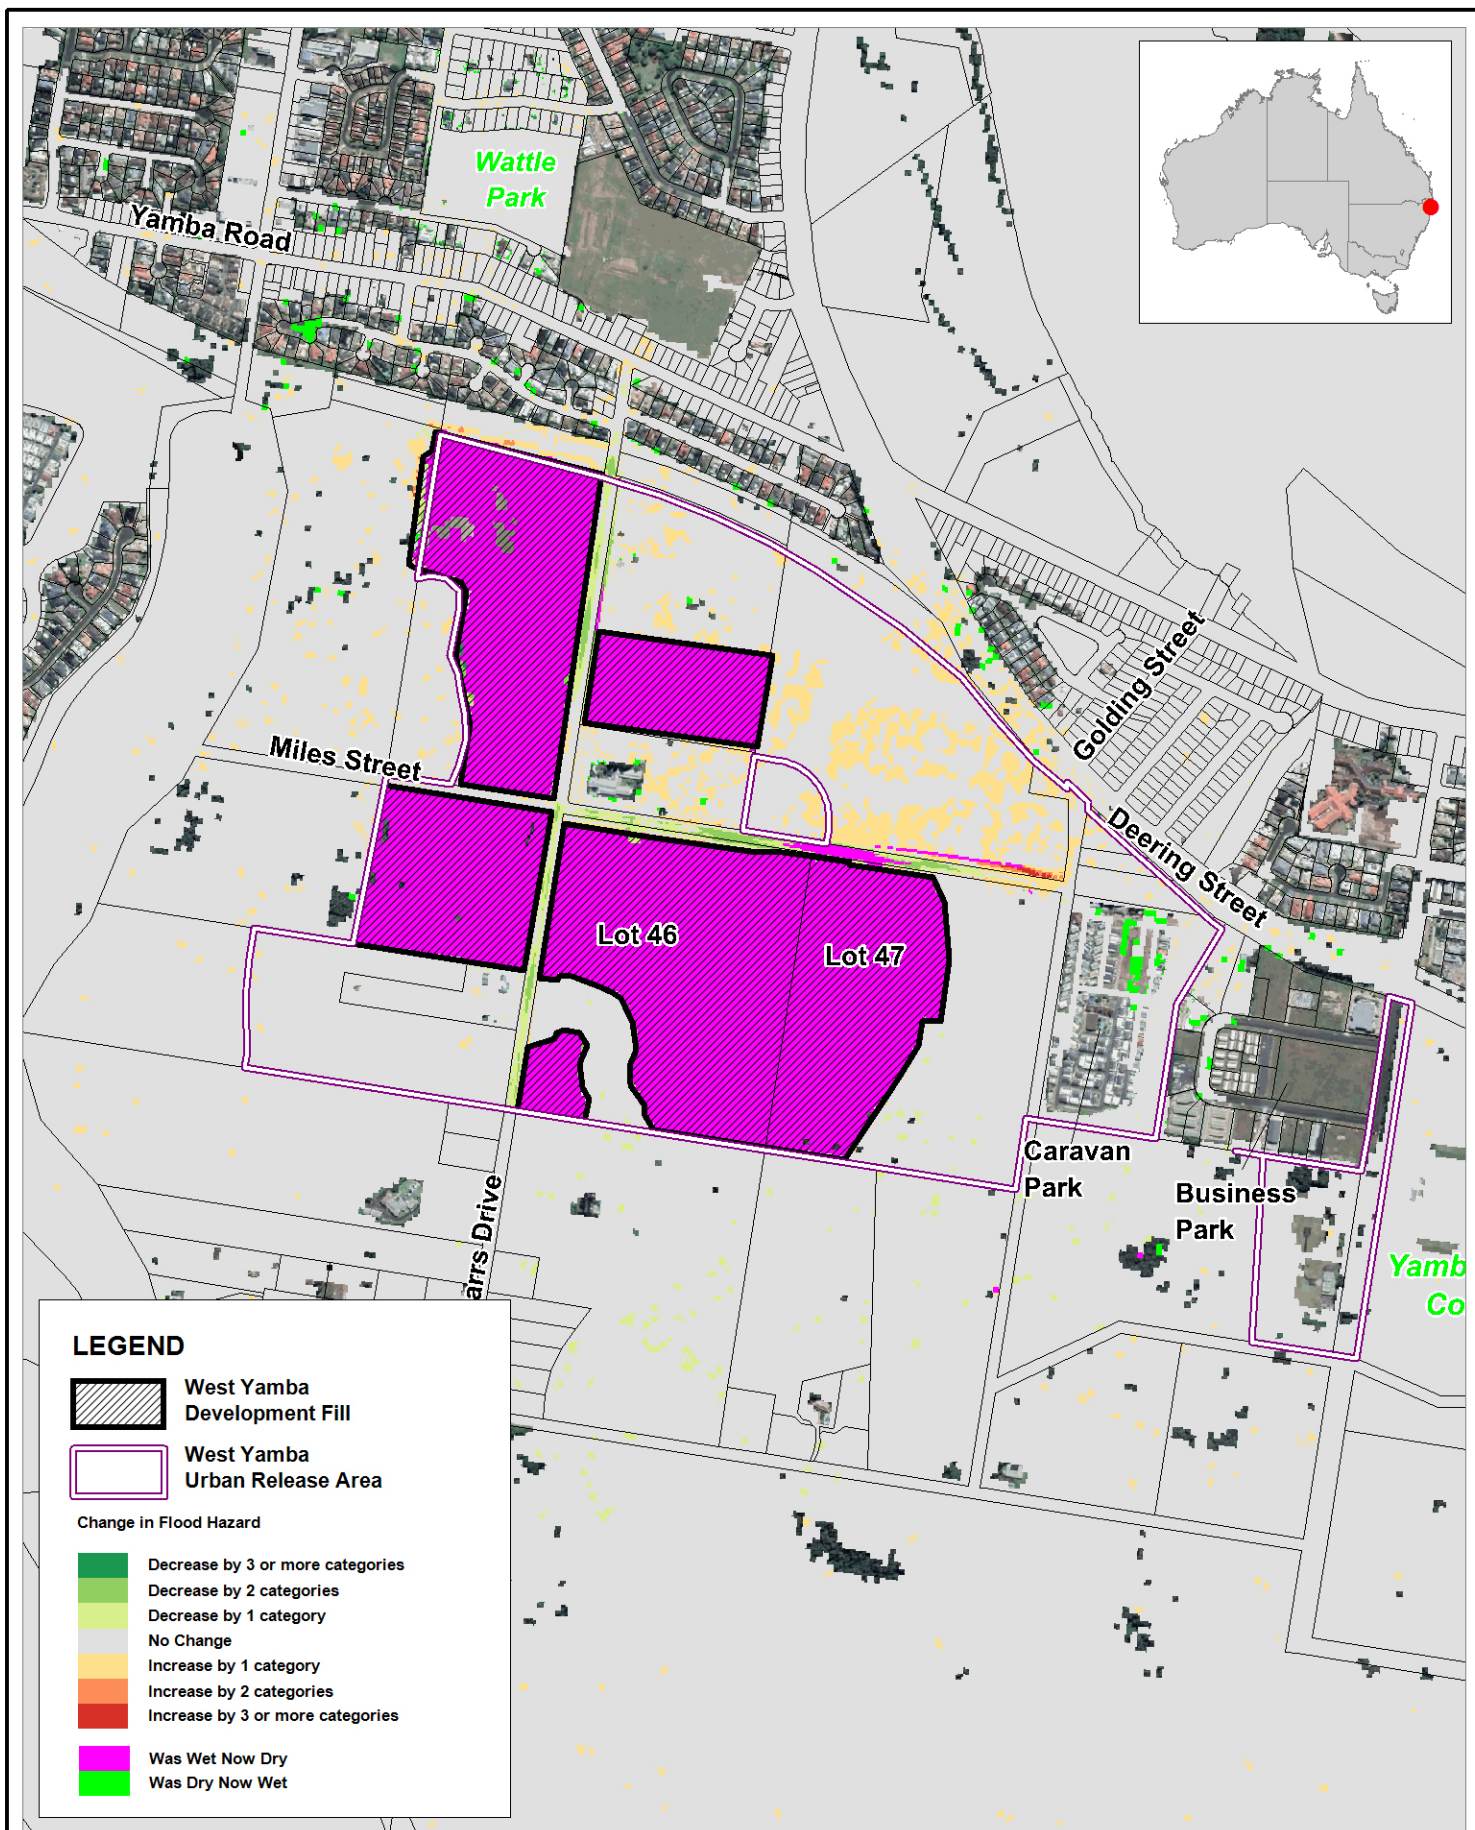 Wattle
Park
Yamba Road
Golding Street
Miles Street
Deering Street
Lot 46
Lot 47
Caravan
Park
Business
Park
arrs Drive
Yamb
Co
LEGEND
West Yamba
Development Fill
West Yamba
Urban Release Area
Change in Flood Hazard
Decrease by 3 or more categories
Decrease by 2 categories
Decrease by 1 category
No Change
Increase by 1 category
Increase by 2 categories
Increase by 3 or more categories
Was Wet Now Dry
Was Dry Now Wet